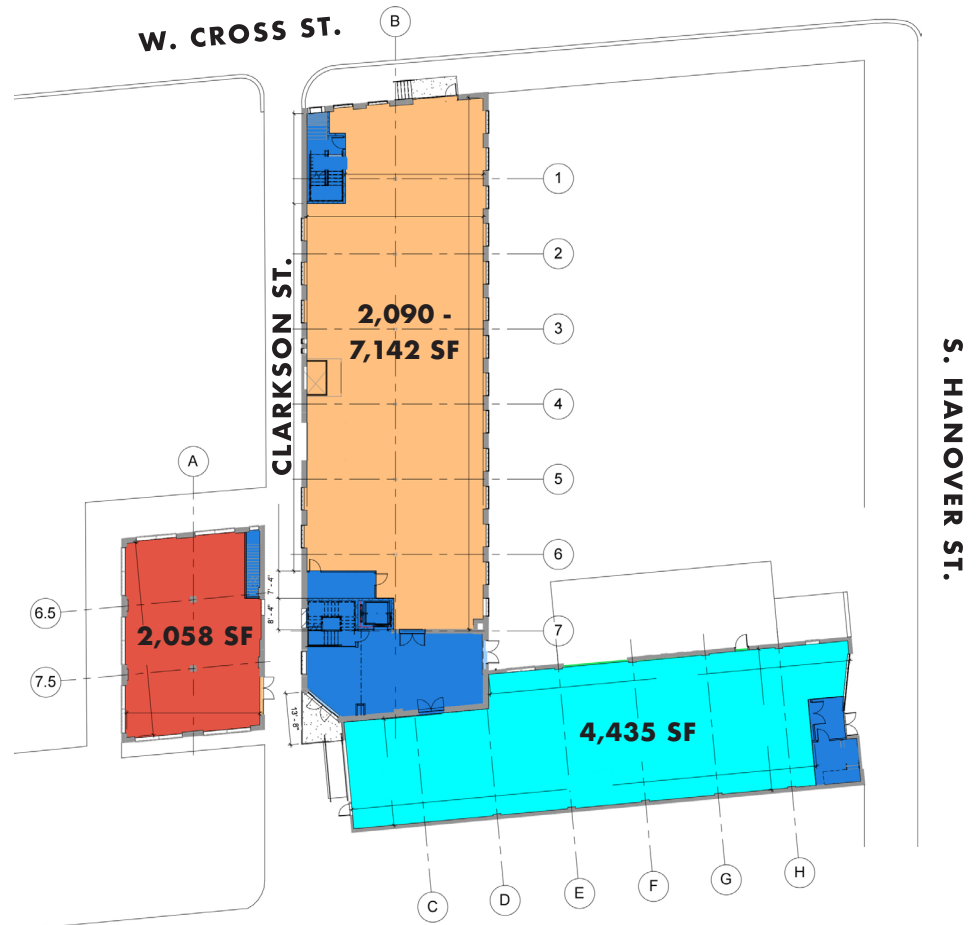 W. CROSS ST.
B
1
2
CLARKSON ST.
2,090 -
7,142 SF
3
S. HANOVER ST.
4
A
5
6
7' - 4"
8' - 4"
6.5
2,058 SF
7
7.5
13' - 8"
4,435 SF
H
G
F
E
D
C